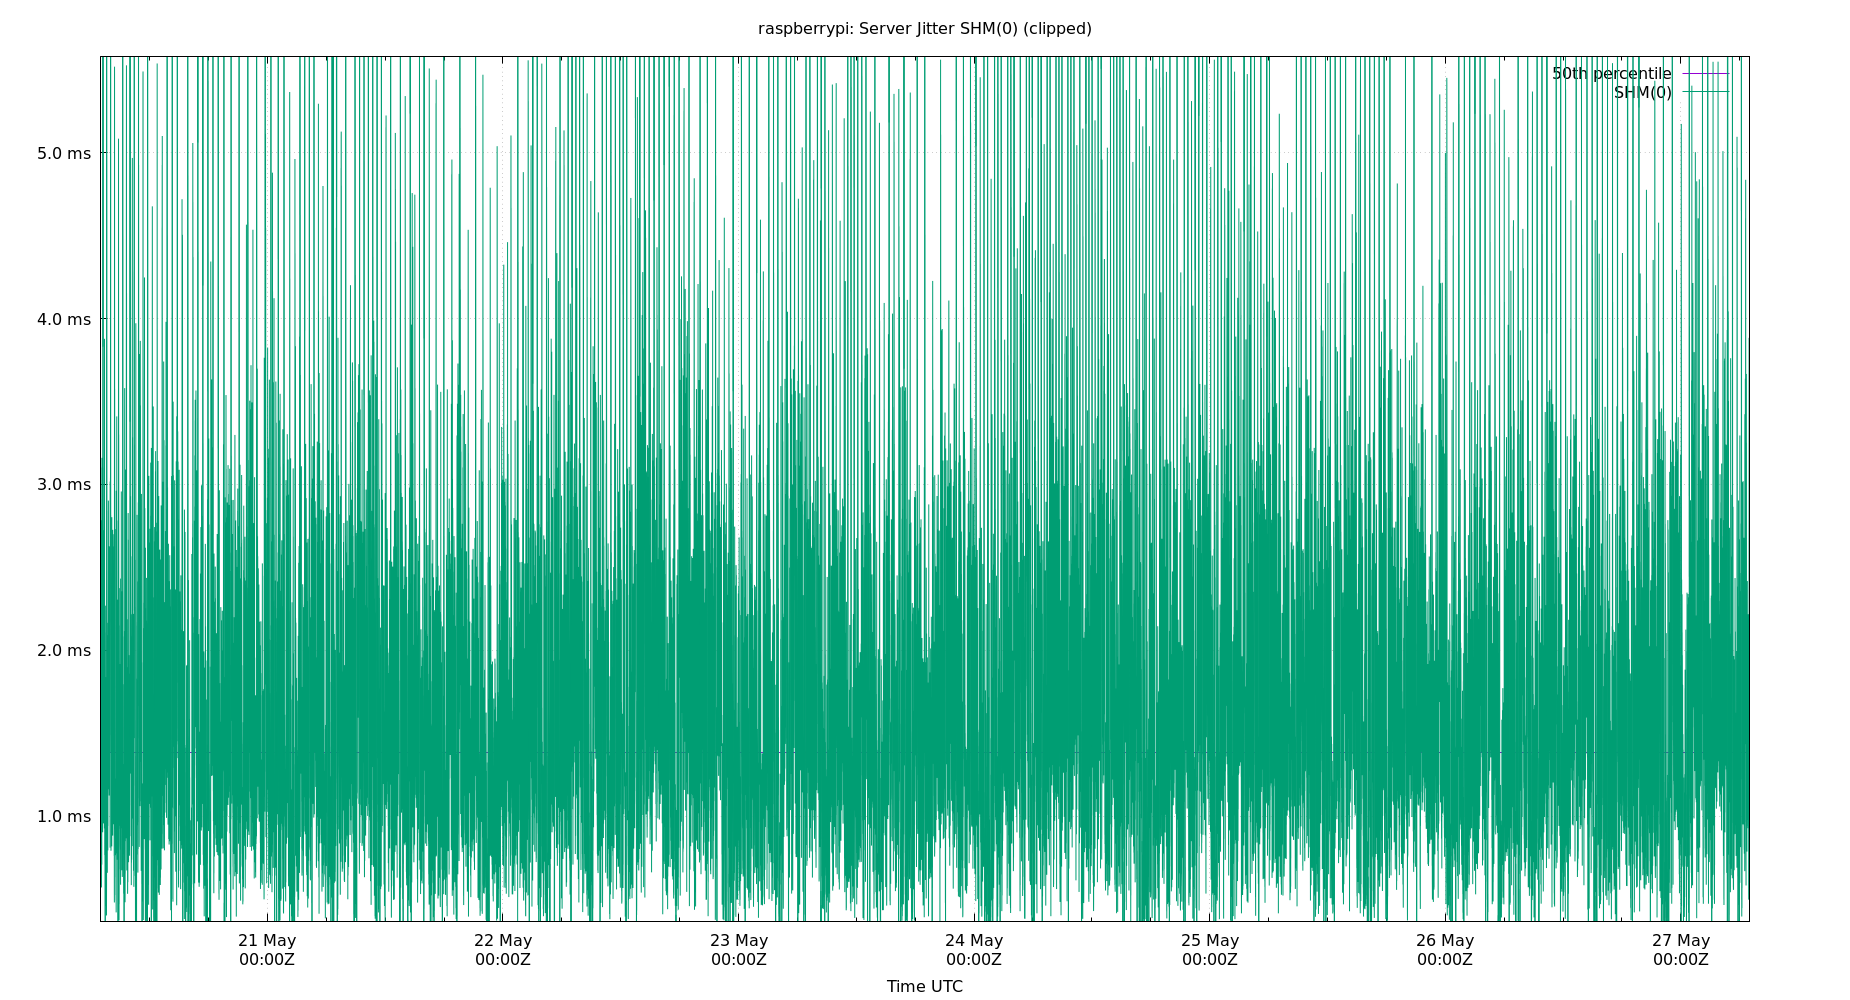 raspberrypi: Server Jitter SHM(0) (clipped)
50th percentile
SHM(0)
5.0 ms
4.0 ms
3.0 ms
2.0 ms
1.0 ms
21 May 22 May 23 May 24 May 25 May 26 May 27 May
00:00Z 00:00Z 00:00Z 00:00Z 00:00Z 00:00Z 00:00Z
Time UTC